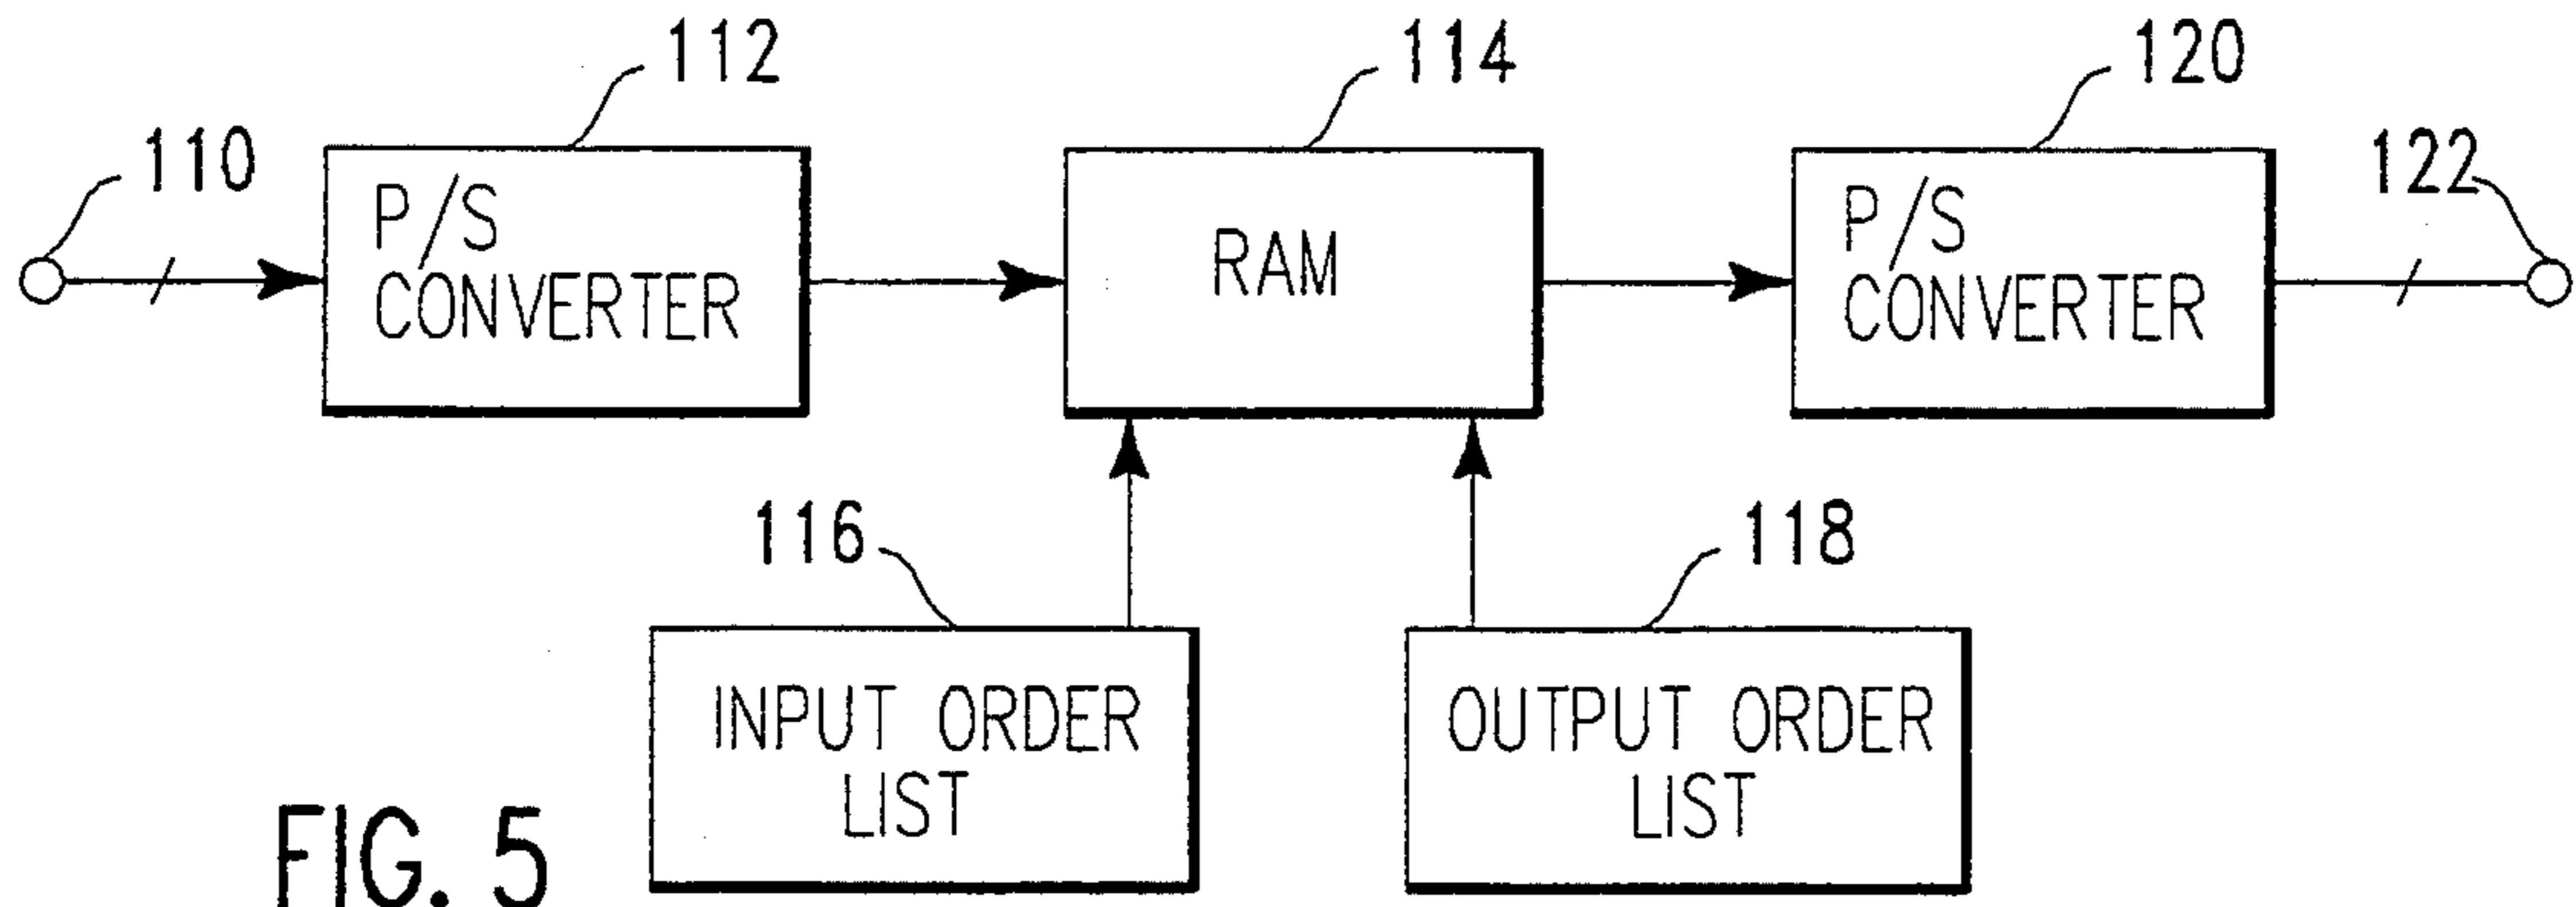 112
114
120
110
122
P/S
CONVERTER
RAM
P/S
CONVERTER
116
118
INPUT ORDER
LIST
OUTPUT ORDER
LIST
FIG. 5